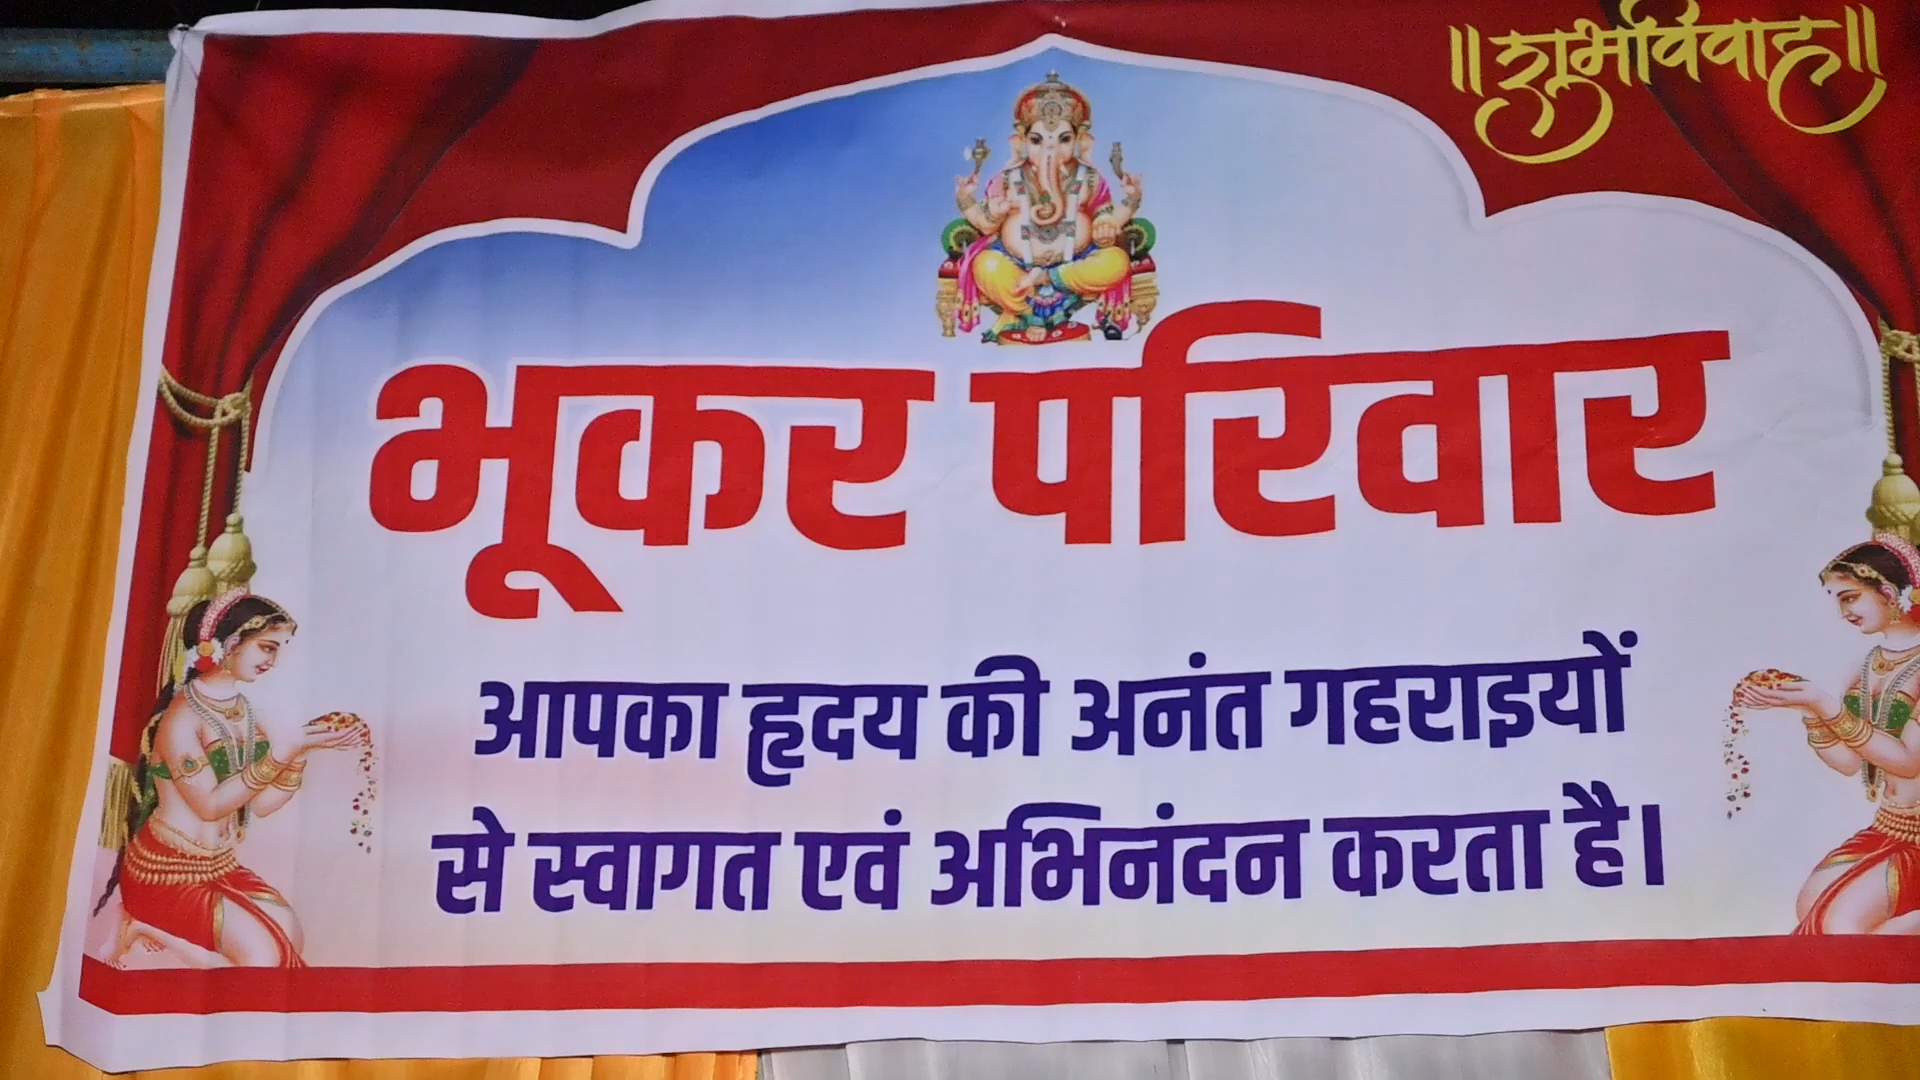 ॥शुभविवाह॥
भूकर परिवार
आपका हृदय की अनंत गहराइयों
से स्वागत एवं अभिनंदन करता है।